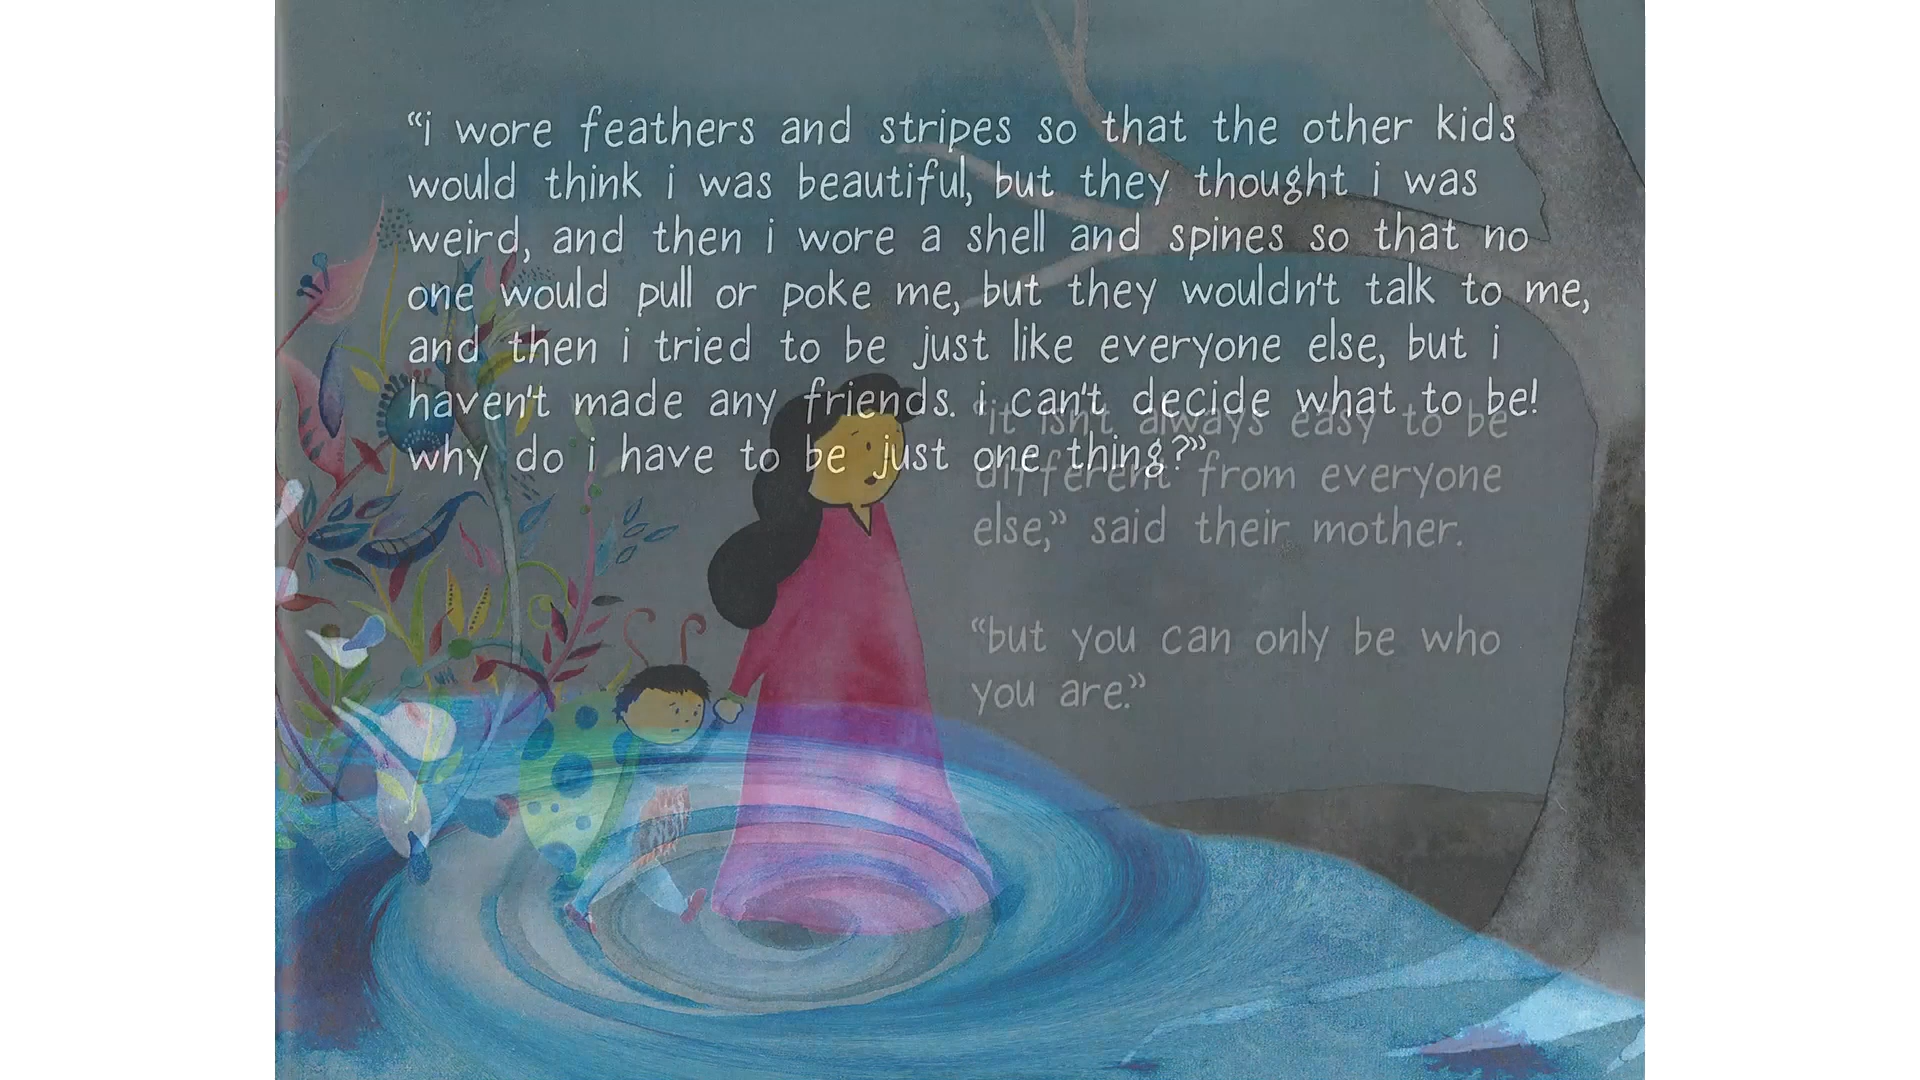 “i wore feathers and stripes so that the other kids
would think i was beautiful, but they thought i was
weird, and then i wore a shell and spines so that no
one would pull or poke me, but they wouldn't talk to me,
and then i tried to be just like everyone else, but i
haven't made any friends. i can't decide what to be!
why do i have to be just one thing?”
“it isn't always easy to be
different from everyone
else,” said their mother.
“but you can only be who
you are.”